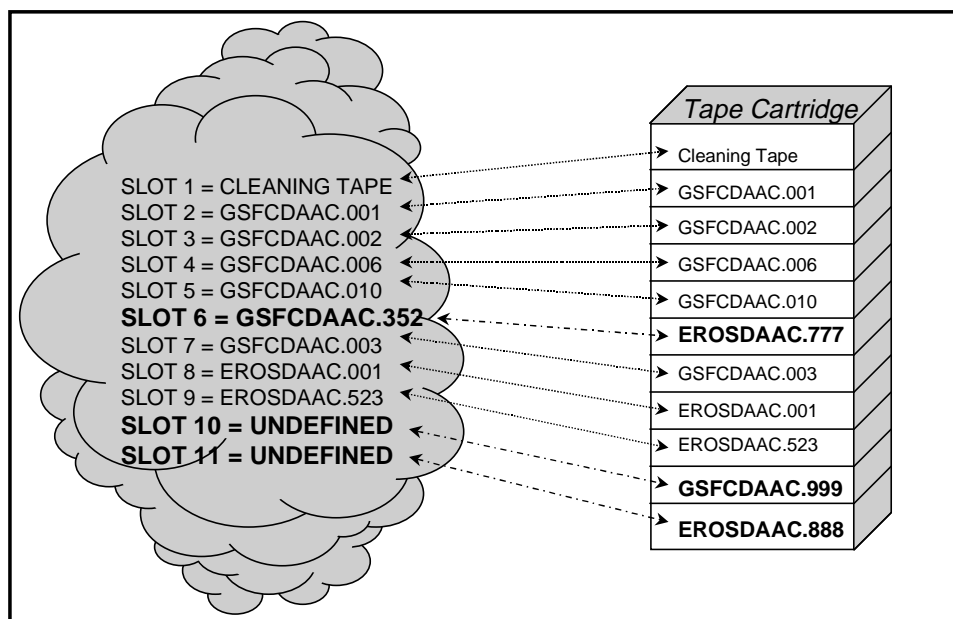 SLOT 1 = CLEANING TAPE
SLOT 2 = GSFCDAAC.001
SLOT 3 = GSFCDAAC.002
SLOT 4 = GSFCDAAC.006
SLOT 5 = GSFCDAAC.010
SLOT 6 = GSFCDAAC.352
SLOT 7 = GSFCDAAC.003
SLOT 8 = EROSDAAC.001
SLOT 9 = EROSDAAC.523
SLOT 10 = UNDEFINED
SLOT 11 = UNDEFINED
Tape Cartridge
Cleaning Tape
GSFCDAAC.001
GSFCDAAC.002
GSFCDAAC.006
GSFCDAAC.010
EROSDAAC.777
GSFCDAAC.003
EROSDAAC.001
EROSDAAC.523
GSFCDAAC.999
EROSDAAC.888